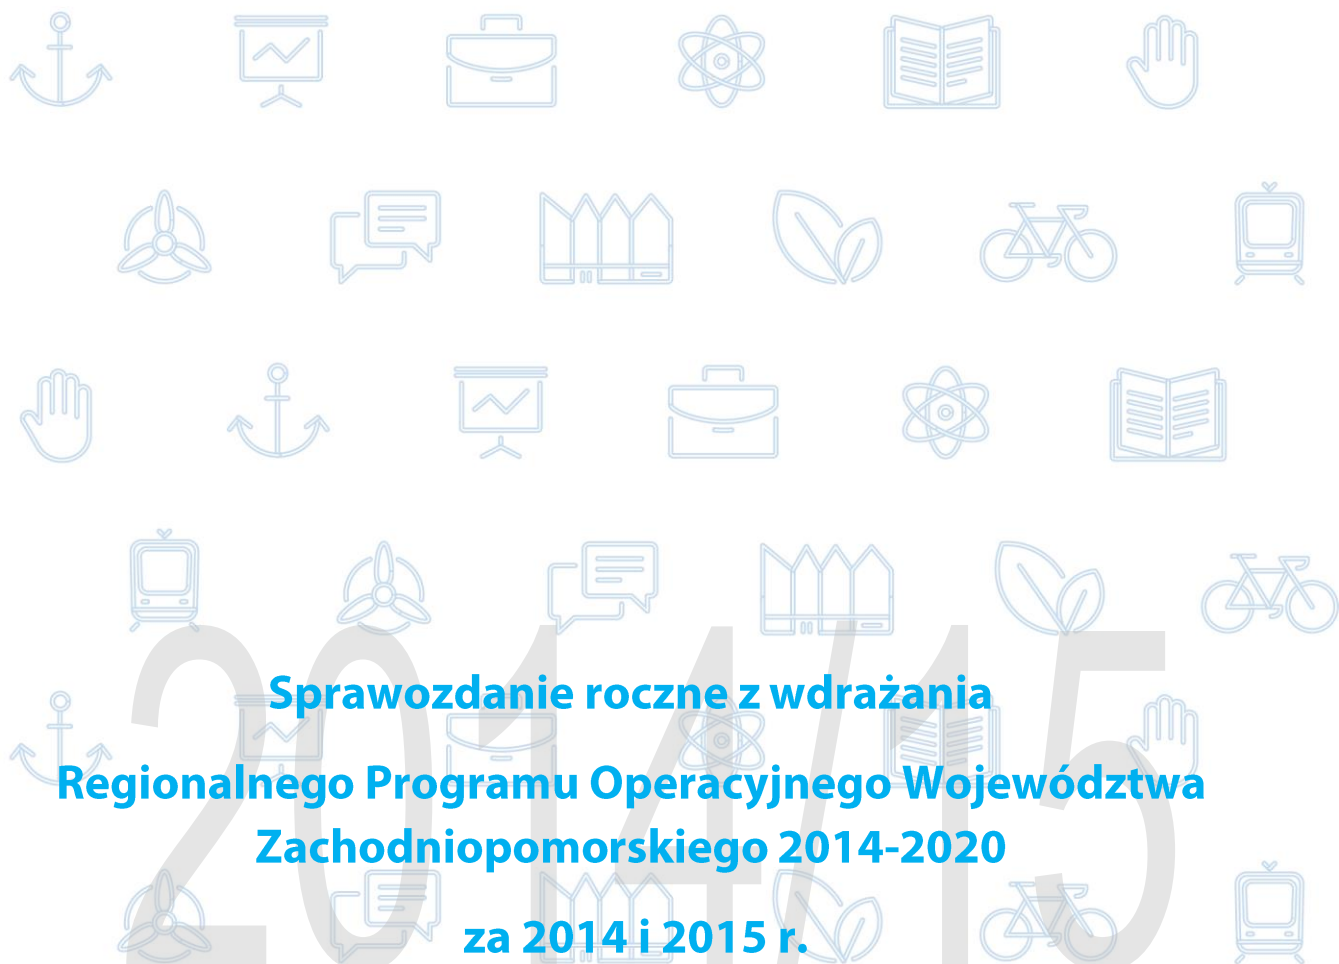 2014/15
Sprawozdanie roczne z wdrażania
Regionalnego Programu Operacyjnego Województwa
Zachodniopomorskiego 2014-2020
za 2014 i 2015 r.